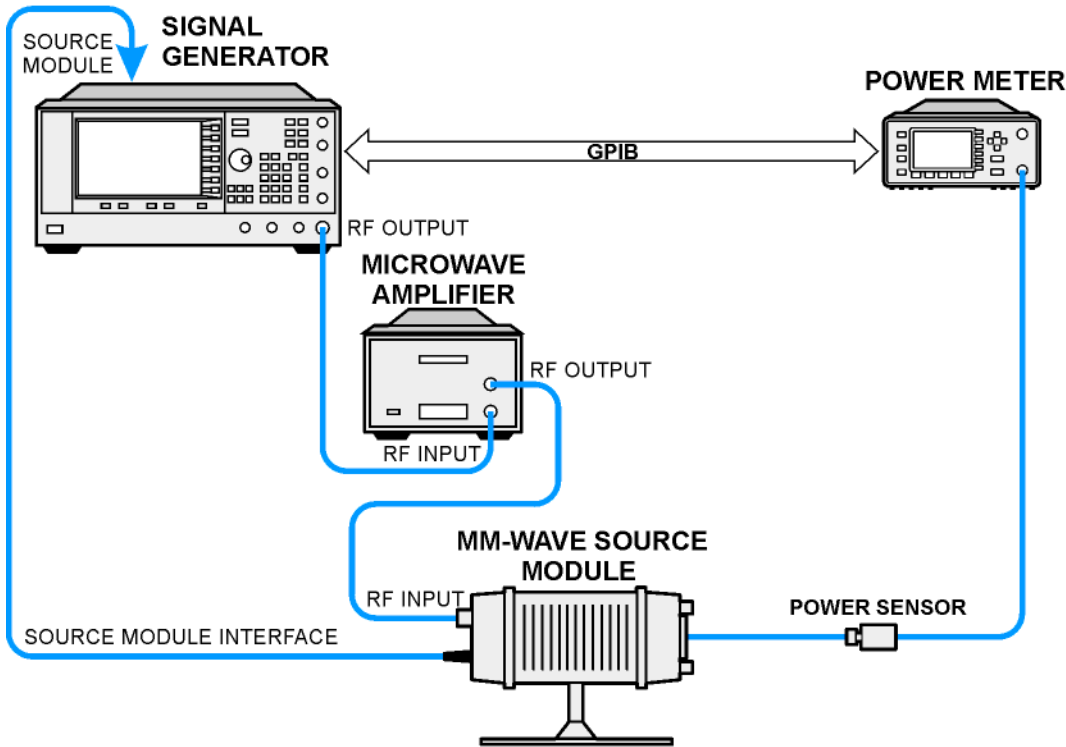 SIGNAL
GENERATOR
SOURCE
MODULE
POWER METER
GPIB
RF OUTPUT
MICROWAVE
AMPLIFIER
RF OUTPUT
RF INPUT
MM-WAVE SOURCE
MODULE
RF INPUT
POWER SENSOR
SOURCE MODULE INTERFACE